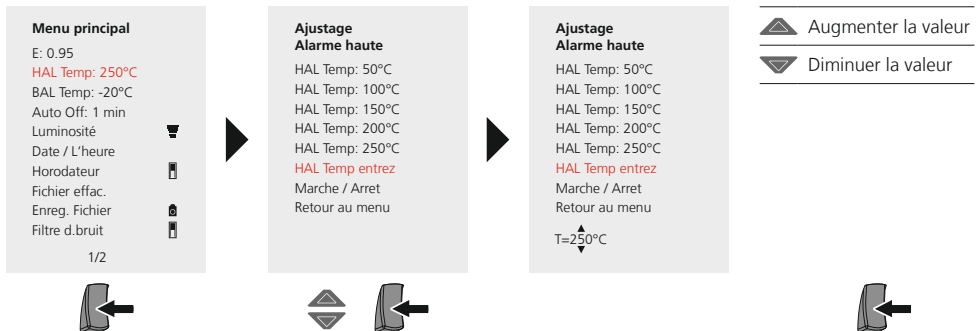 Menu principal
E: 0.95
HAL Temp: 250°C
BAL Temp: -20°C
Auto Off: 1 min
Luminosité
Date / L'heure
Horodateur
Fichier effac.
Enreg. Fichier
Filtre d.bruit
1/2
Ajustage
Alarme haute
HAL Temp: 50°C
HAL Temp: 100°C
HAL Temp: 150°C
HAL Temp: 200°C
HAL Temp: 250°C
HAL Temp entrez
Marche / Arret
Retour au menu
Ajustage
Alarme haute
HAL Temp: 50°C
HAL Temp: 100°C
HAL Temp: 150°C
HAL Temp: 200°C
HAL Temp: 250°C
HAL Temp entrez
Marche / Arret
Retour au menu
T=250°C
Augmenter la valeur
Diminuer la valeur